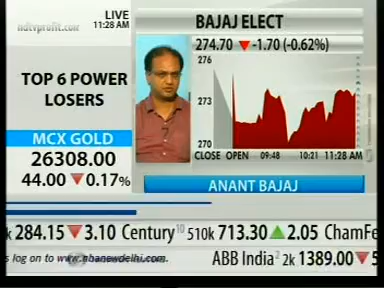 ndtvprofit.com
LIVE
11:28 AM
BAJAJ ELECT
274.70 ▼ -1.70 (-0.62%)
276
273
270
CLOSE OPEN 09:48 10:21 11:28 AM
TOP 6 POWER
LOSERS
MCX GOLD
26308.00
44.00 ▼ 0.17%
ANANT BAJAJ
k 284.15 ▼ 3.10 Century 510k 713.30 ▲ 2.05 ChamFe
s log on to www.nbanewdelhi.com.
ABB India 2k 1389.00 ▼ 5